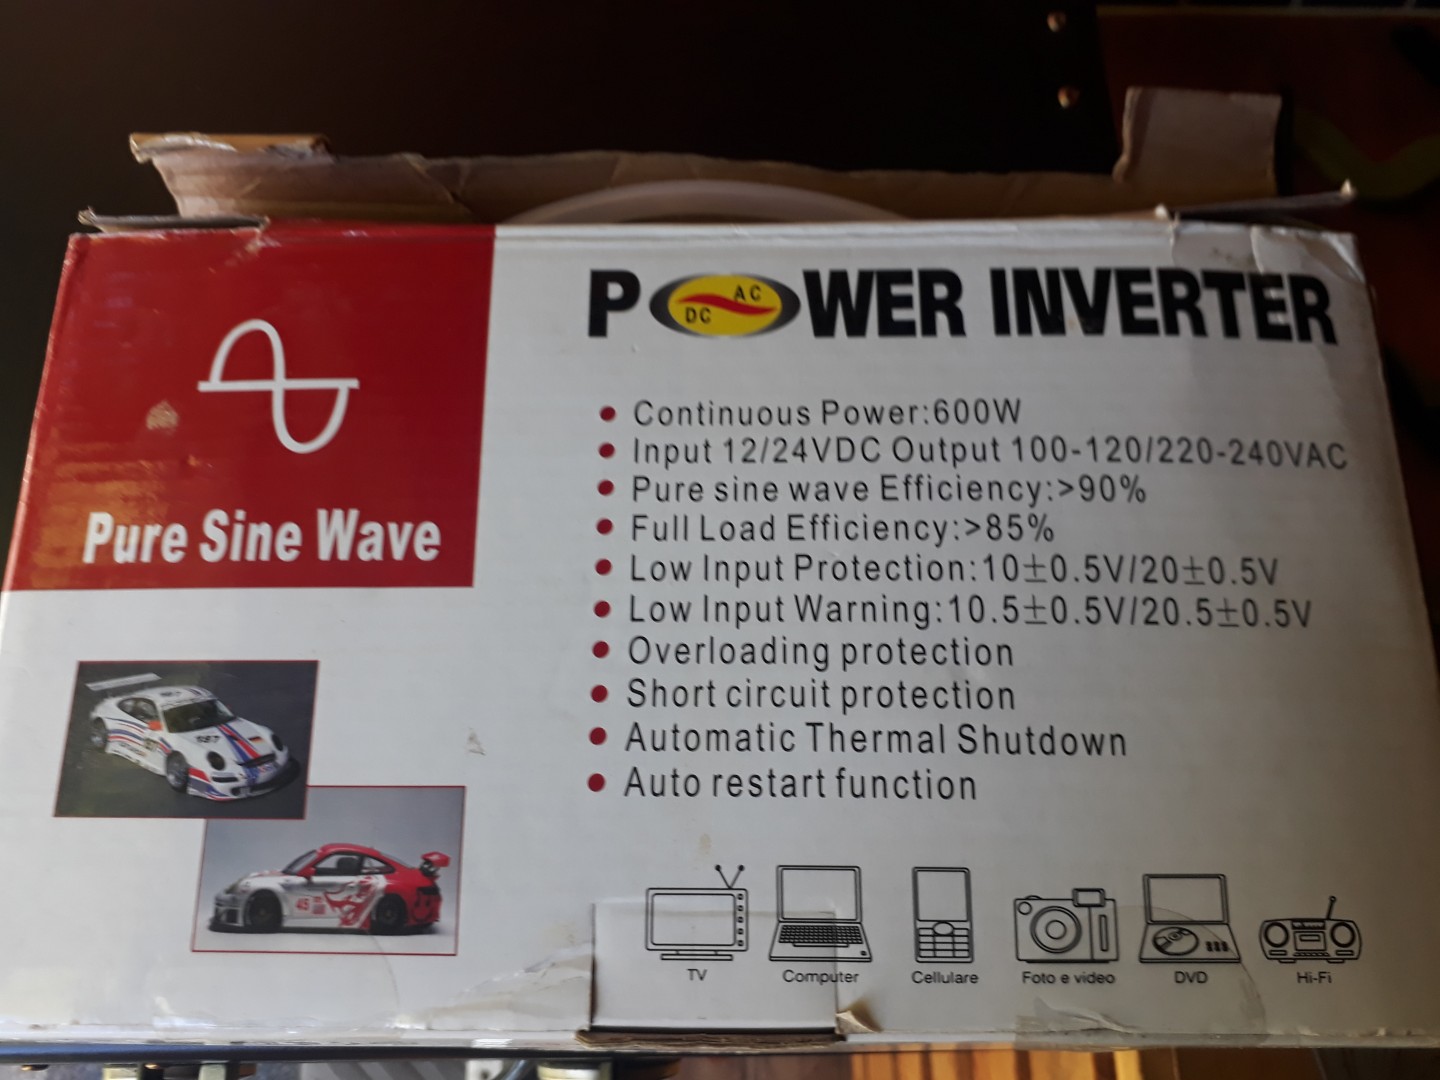 POWER INVERTER
AC
DC
Pure Sine Wave
Continuous Power:600W
Input 12/24VDC Output 100-120/220-240VAC
Pure sine wave Efficiency:>90%
Full Load Efficiency:>85%
Low Input Protection:10±0.5V/20±0.5V
Low Input Warning:10.5±0.5V/20.5±0.5V
Overloading protection
Short circuit protection
Automatic Thermal Shutdown
Auto restart function
45
TV
Computer
Cellulare
Foto e video
DVD
Hi-Fi